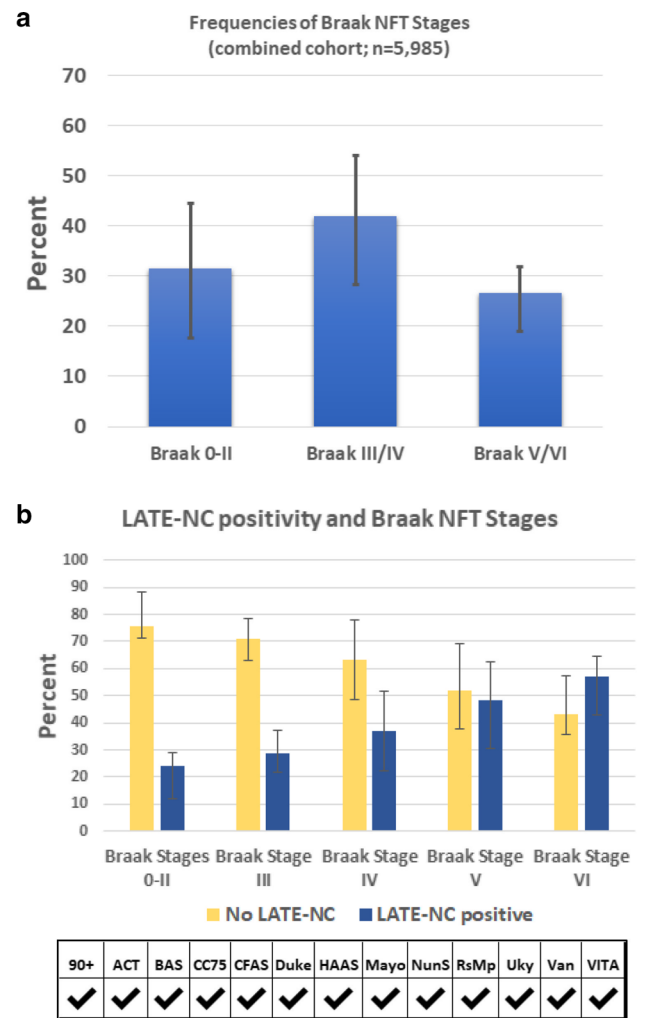 a
Frequencies of Braak NFT Stages
(combined cohort; n=5,985)
Percent
70
60
50
40
30
20
10
0
Braak 0-II Braak III/IV Braak V/VI
b
LATE-NC positivity and Braak NFT Stages
Percent
100
90
80
70
60
50
40
30
20
10
0
Braak Stages Braak Stage Braak Stage Braak Stage Braak Stage
0-II III IV V VI
No LATE-NC LATE-NC positive
90+ ACT BAS CC75 CFAS Duke HAAS Mayo NunS RsMp Uky Van VITA